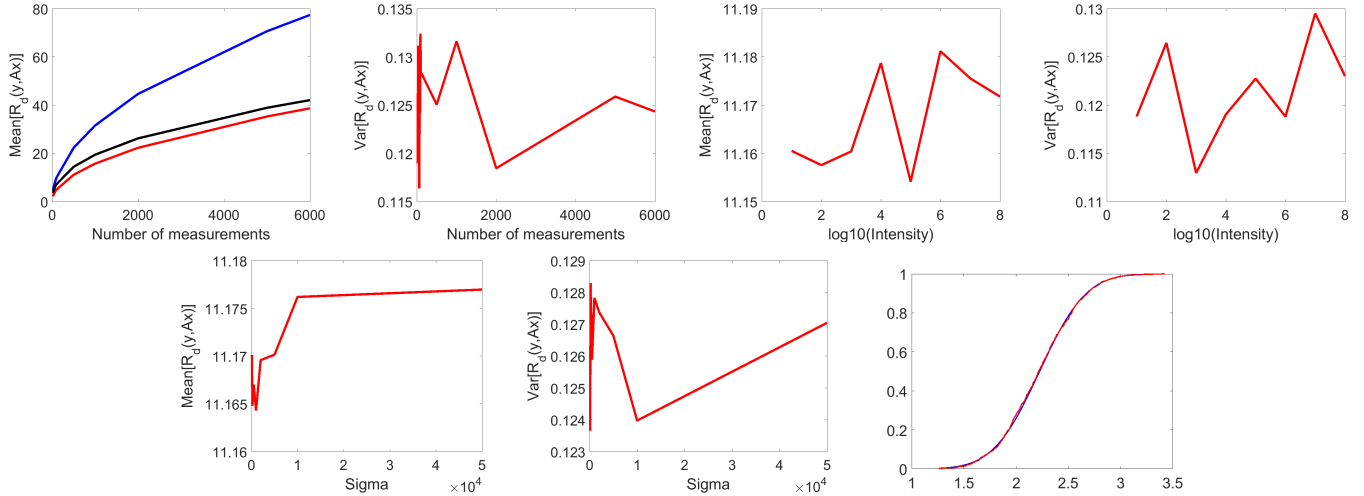 80
60
40
20
0
Mean[R_d(y,Ax)]
0 2000 4000 6000
Number of measurements
0.135
0.13
0.125
0.12
0.115
Var[R_d(y,Ax)]
0 2000 4000 6000
Number of measurements
11.19
11.18
11.17
11.16
11.15
Mean[R_d(y,Ax)]
0 2 4 6 8
log10(Intensity)
0.13
0.125
0.12
0.115
0.11
Var[R_d(y,Ax)]
0 2 4 6 8
log10(Intensity)
11.18
11.175
11.17
11.165
11.16
Mean[R_d(y,Ax)]
0 1 2 3 4 5
Sigma
×10^4
0.129
0.128
0.127
0.126
0.125
0.124
0.123
Var[R_d(y,Ax)]
0 1 2 3 4 5
Sigma
×10^4
1
0.8
0.6
0.4
0.2
0
1 1.5 2 2.5 3 3.5